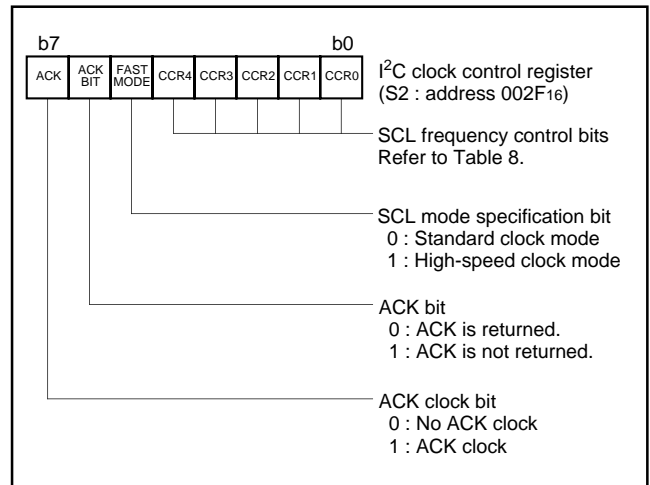 b7 b0
ACK ACK BIT FAST MODE CCR4 CCR3 CCR2 CCR1 CCR0
I²C clock control register
(S2 : address 002F₁₆)
SCL frequency control bits
Refer to Table 8.
SCL mode specification bit
0 : Standard clock mode
1 : High-speed clock mode
ACK bit
0 : ACK is returned.
1 : ACK is not returned.
ACK clock bit
0 : No ACK clock
1 : ACK clock